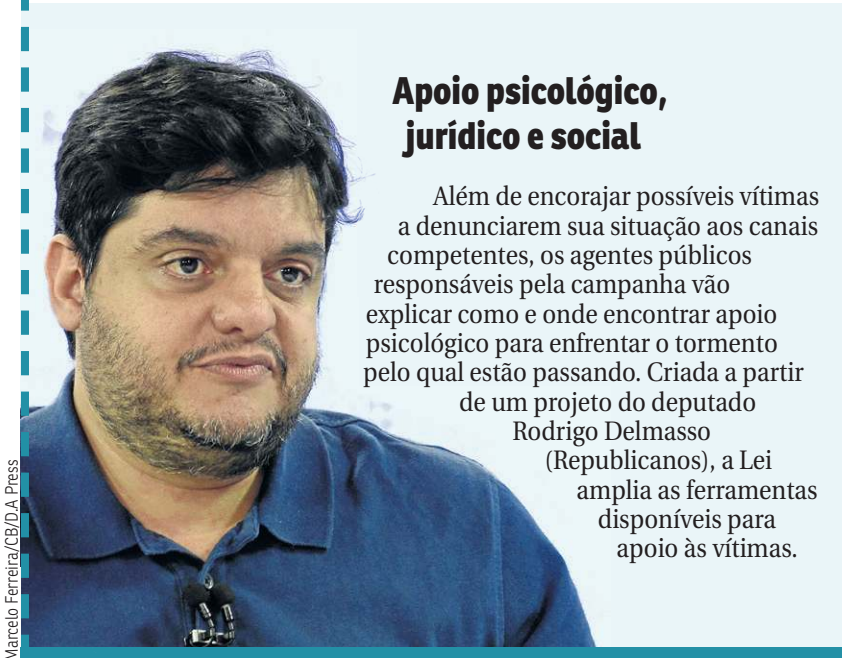 Apoio psicológico,
jurídico e social
Além de encorajar possíveis vítimas
a denunciarem sua situação aos canais
competentes, os agentes públicos
responsáveis pela campanha vão
explicar como e onde encontrar apoio
psicológico para enfrentar o tormento
pelo qual estão passando. Criada a partir
de um projeto do deputado
Rodrigo Delmasso
(Republicanos), a Lei
amplia as ferramentas
disponíveis para
apoio às vítimas.
Marcelo Ferreira/CB/D.A Press